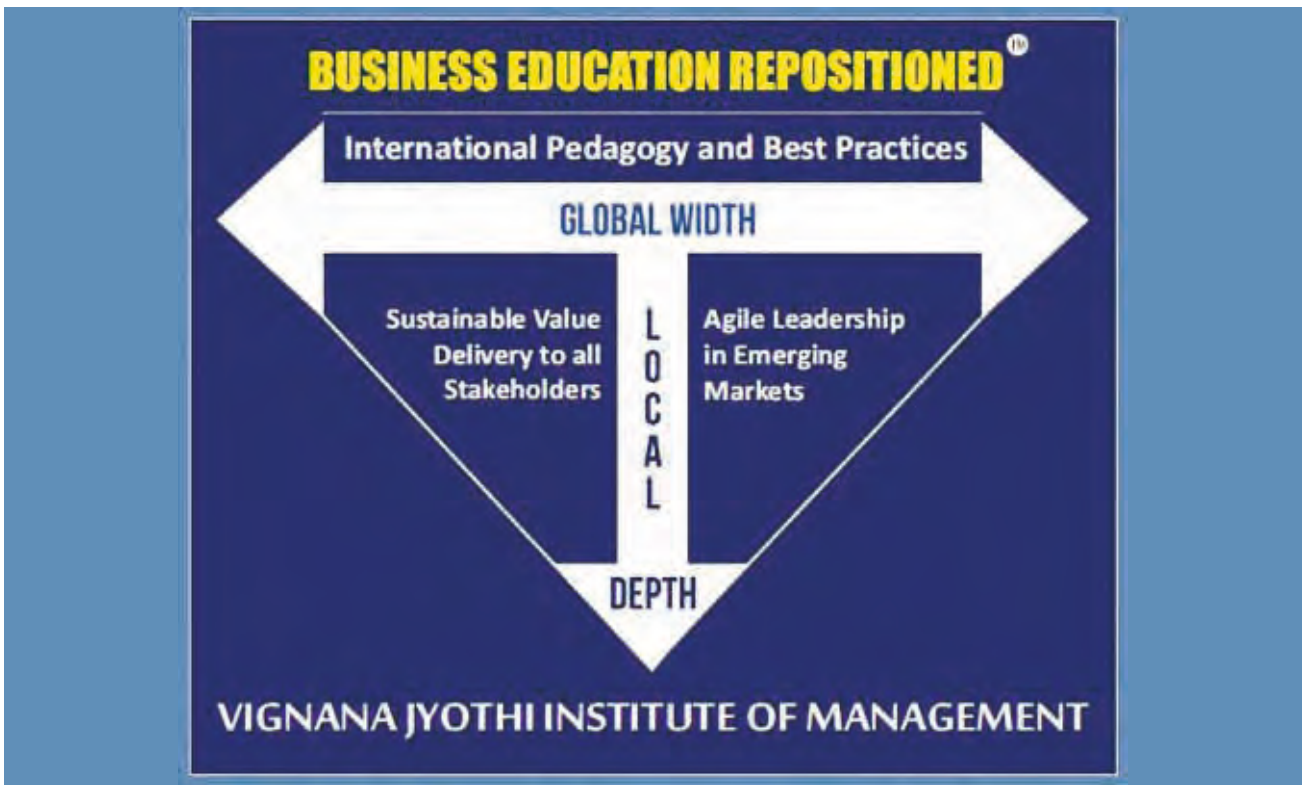 BUSINESS EDUCATION REPOSITIONED
International Pedagogy and Best Practices
GLOBAL WIDTH
Sustainable Value
Delivery to all
Stakeholders
LOCAL
Agile Leadership
in Emerging
Markets
DEPTH
VIGNANA JYOTHI INSTITUTE OF MANAGEMENT